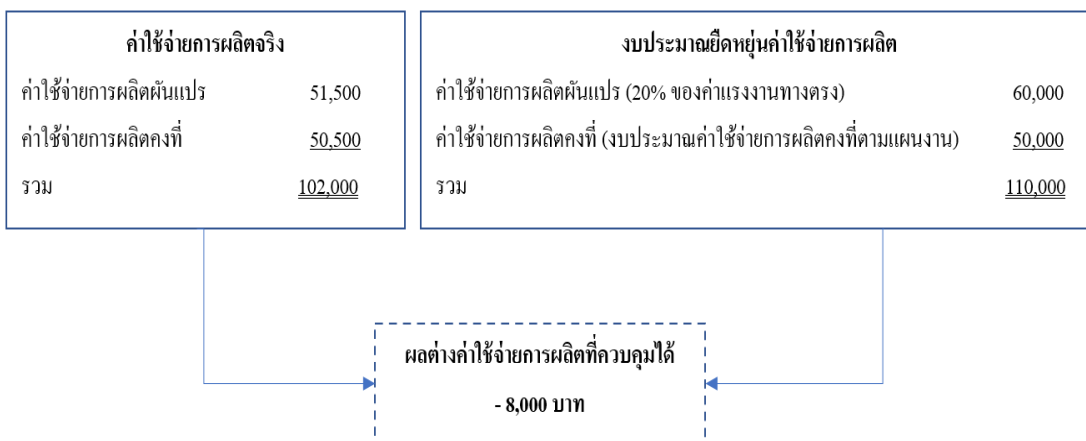 ค่าใช้จ่ายการผลิตจริง
ค่าใช้จ่ายการผลิตผันแปร 51,500
ค่าใช้จ่ายการผลิตคงที่ 50,500
รวม 102,000
งบประมาณยืดหยุ่นค่าใช้จ่ายการผลิต
ค่าใช้จ่ายการผลิตผันแปร (20% ของค่าแรงงานทางตรง) 60,000
ค่าใช้จ่ายการผลิตคงที่ (งบประมาณค่าใช้จ่ายการผลิตคงที่ตามแผนงาน) 50,000
รวม 110,000
ผลต่างค่าใช้จ่ายการผลิตที่ควบคุมได้
- 8,000 บาท